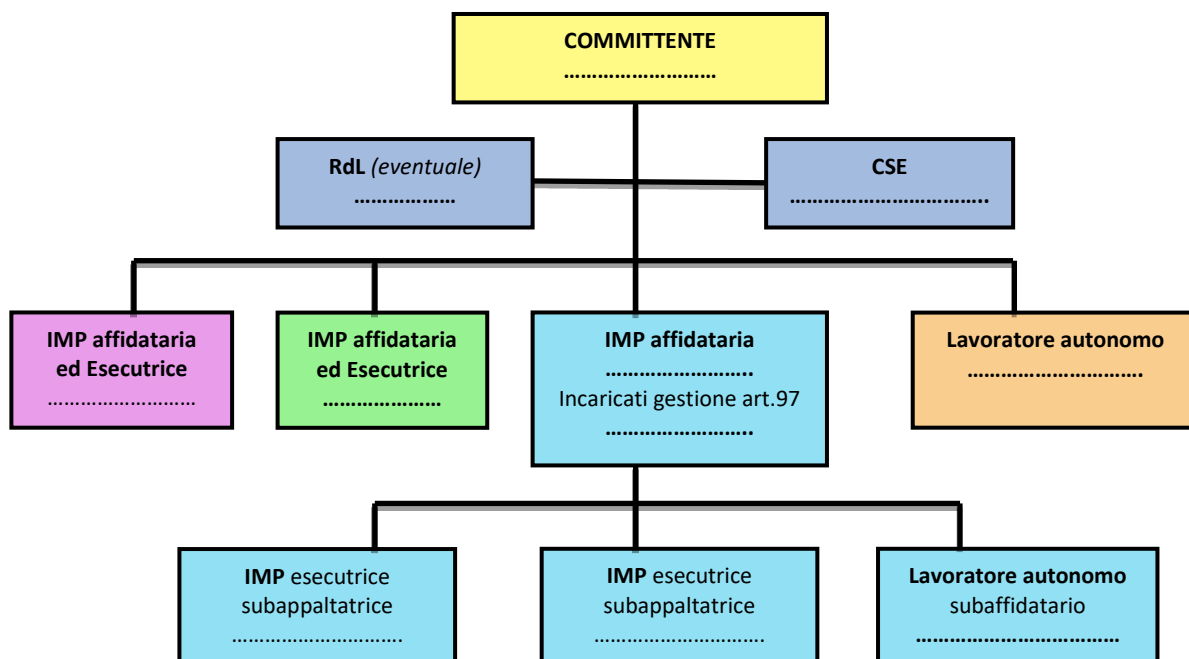 COMMITTENTE
……………………
RdL (eventuale)
………………
CSE
……………………………..
IMP affidataria
ed Esecutrice
………………………
IMP affidataria
ed Esecutrice
…………………
IMP affidataria
……………………..
Incaricati gestione art.97
……………………..
Lavoratore autonomo
……………………….
IMP esecutrice
subappaltatrice
………………………….
IMP esecutrice
subappaltatrice
………………………….
Lavoratore autonomo
subaffidatario
………………………………